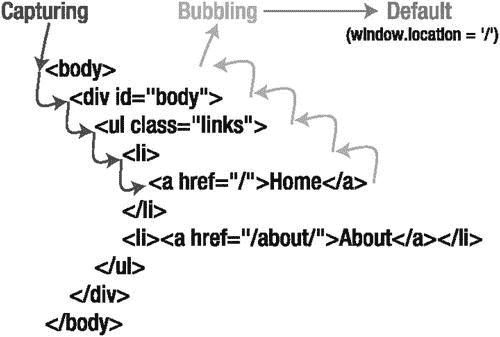 Capturing Bubbling Default
(window.location = '/')
<body>
<div id="body">
<ul class="links">
<li>
<a href="/">Home</a>
</li>
<li><a href="/about/">About</a></li>
</ul>
</div>
</body>